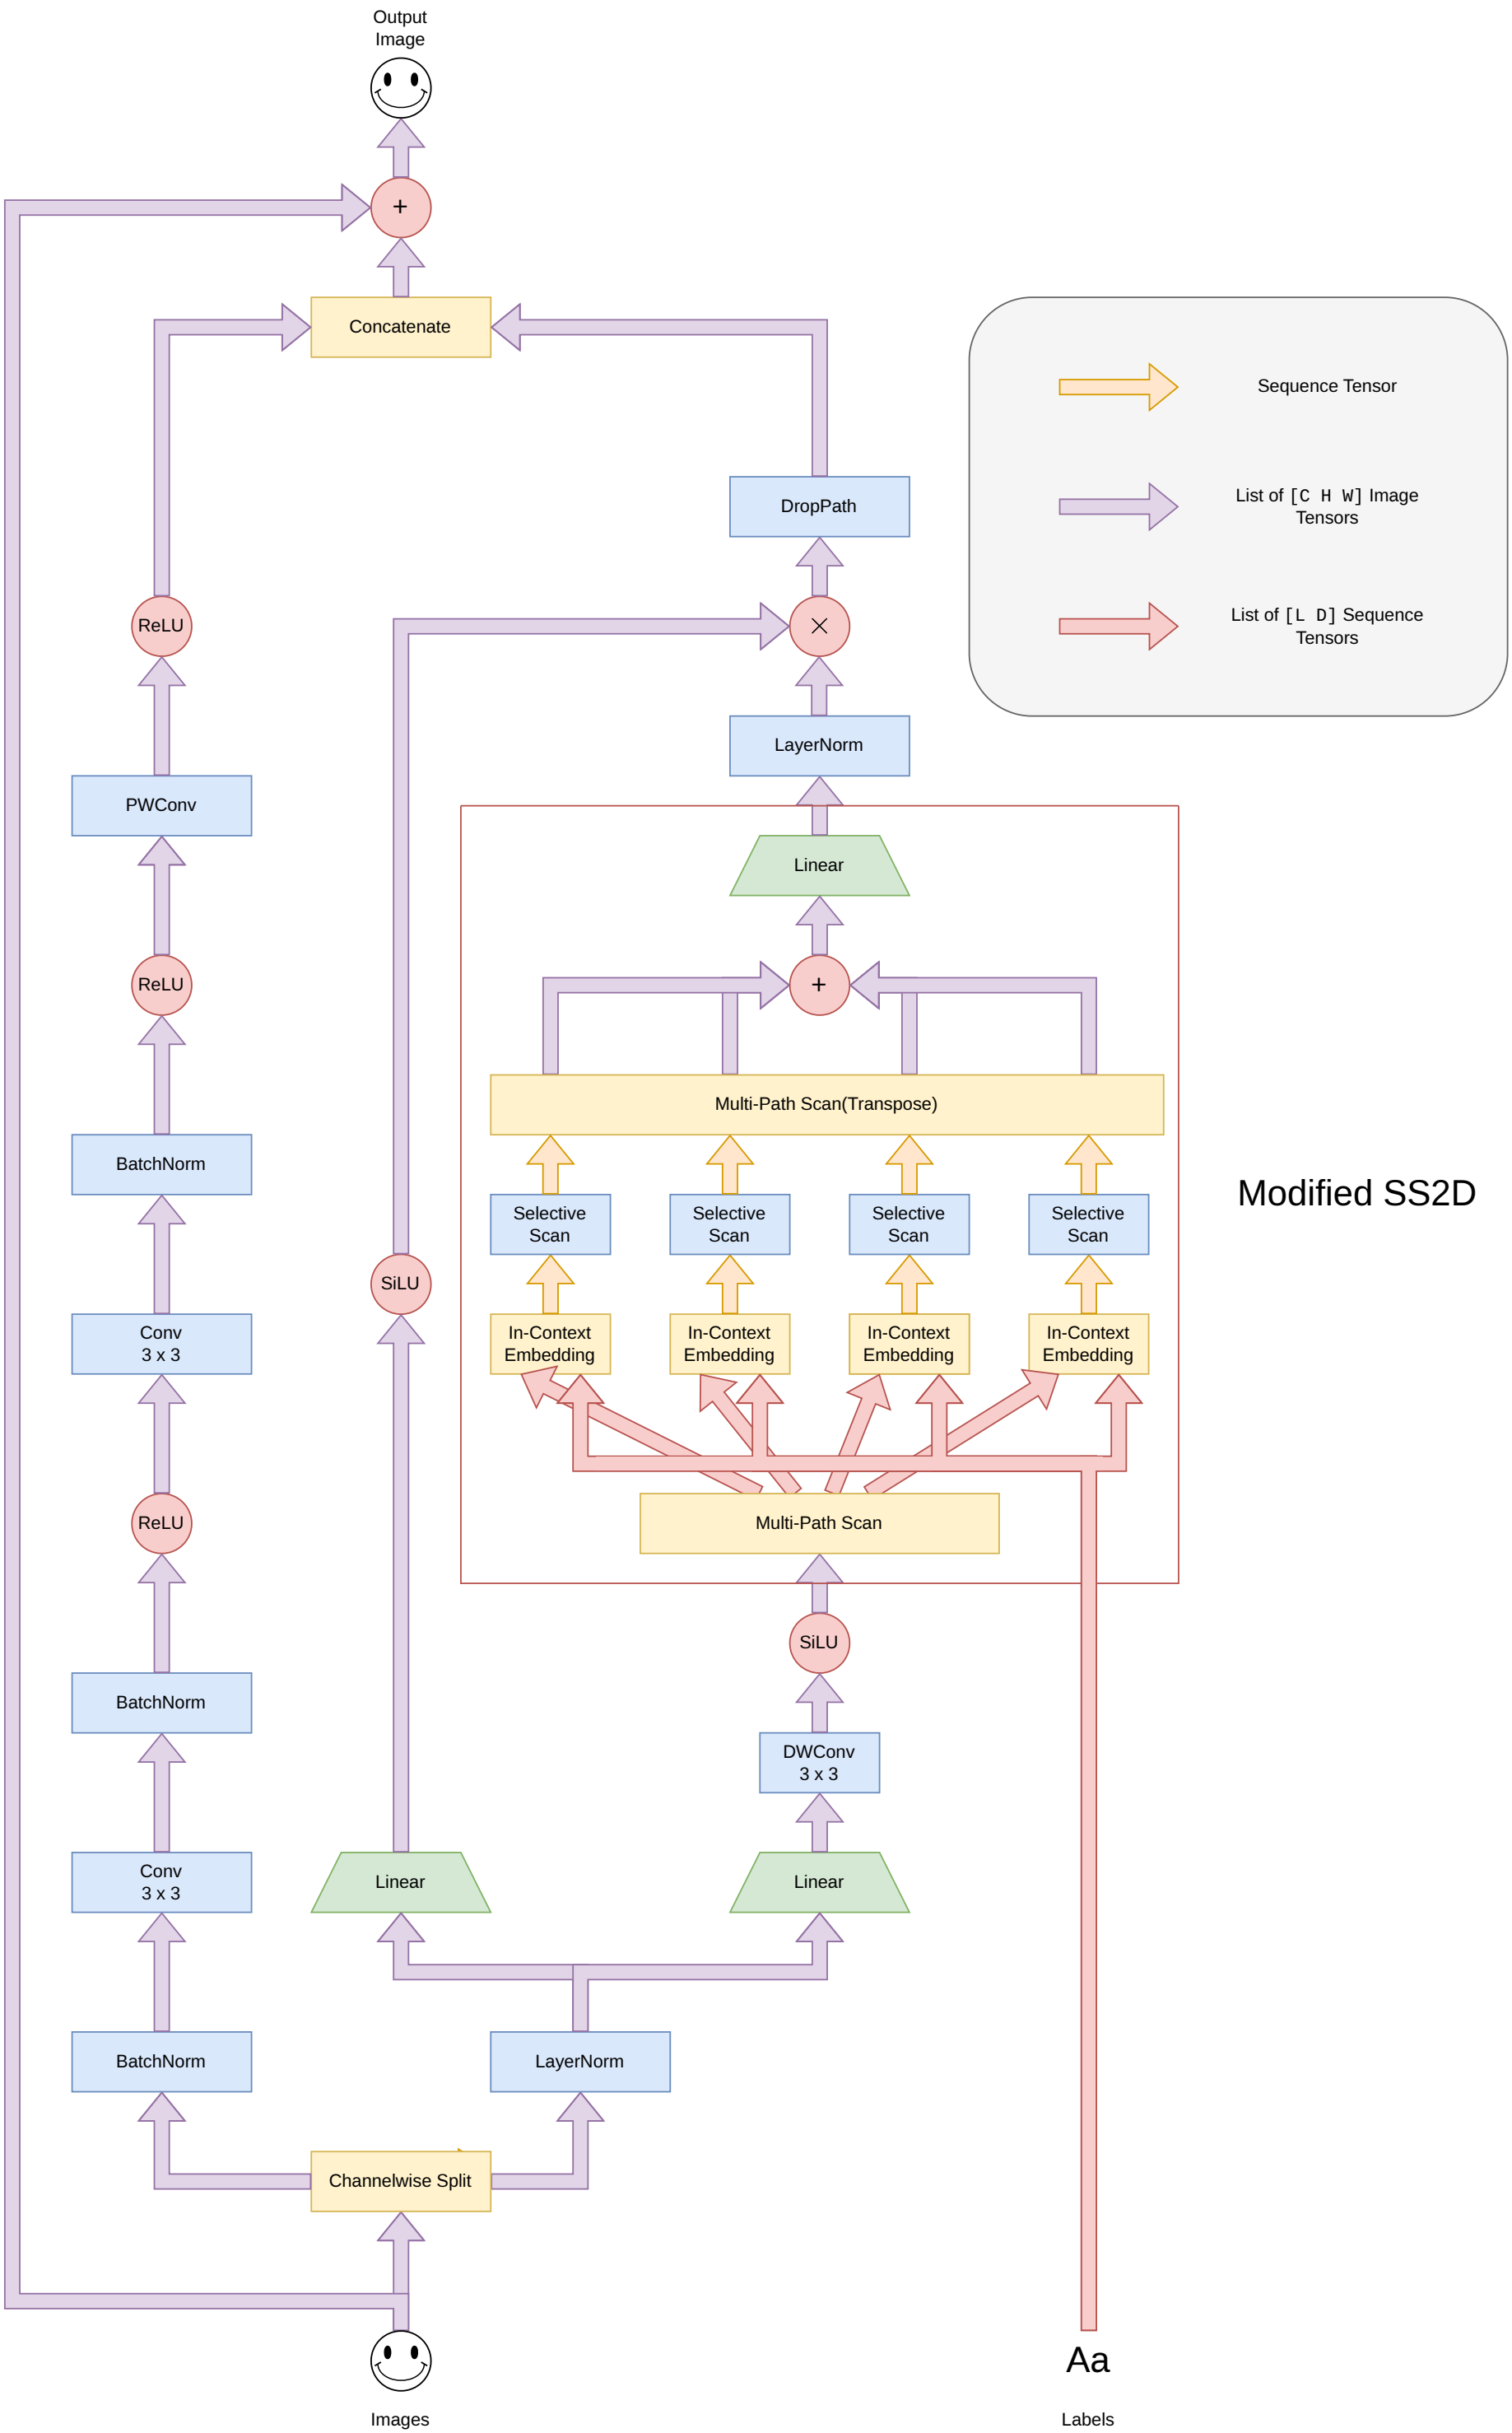 Output
Image
+
Concatenate
Sequence Tensor
DropPath
List of [C H W] Image
Tensors
ReLU
×
List of [L D] Sequence
Tensors
LayerNorm
PWConv
Linear
ReLU
+
Multi-Path Scan(Transpose)
BatchNorm
Selective
Scan
Selective
Scan
Selective
Scan
Selective
Scan
Modified SS2D
SiLU
Conv
3 x 3
In-Context
Embedding
In-Context
Embedding
In-Context
Embedding
In-Context
Embedding
ReLU
Multi-Path Scan
SiLU
BatchNorm
DWConv
3 x 3
Conv
3 x 3
Linear
Linear
BatchNorm
LayerNorm
Channelwise Split
Aa
Images
Labels